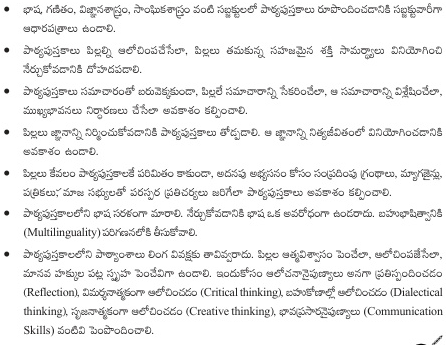 • భాష, గణితం, విజ్ఞానశాస్త్రం, సాంఘికశాస్త్రం వంటి సబ్జక్టులలో పాఠ్యపుస్తకాలు రూపొందించడానికి సబ్జక్టువారీగా
ఆధారపత్రాలు ఉండాలి.
• పాఠ్యపుస్తకాలు పిల్లల్ని ఆలోచింపచేసేలా, పిల్లలు తమకున్న సహజమైన శక్తి సామర్థ్యాలు వినియోగించి
నేర్చుకోవడానికి దోహదపడాలి.
• పాఠ్యపుస్తకాలు సమాచారంతో బరువెక్కకుండా, పిల్లలే సమాచారాన్ని సేకరించేలా, ఆ సమాచారాన్ని విశ్లేషించేలా,
ముఖ్యభావనలు నిర్ధారణలు చేసేలా అవకాశం కల్పించాలి.
• పిల్లలు జ్ఞానాన్ని నిర్మించుకోవడానికి పాఠ్యపుస్తకాలు తోడ్పడాలి. ఆ జ్ఞానాన్ని నిత్యజీవితంలో వినియోగించడానికి
అవకాశం ఉండాలి.
• పిల్లలు కేవలం పాఠ్యపుస్తకాలకే పరిమితం కాకుండా, అదనపు అభ్యసనం కోసం సంప్రదింపు గ్రంథాలు, మ్యాగజైన్లు,
పత్రికలు, మాజ సభ్యులతో పరస్పర ప్రతిచర్యలు జరిగేలా పాఠ్యపుస్తకాలు అవకాశం కల్పించాలి.
• పాఠ్యపుస్తకాలలోని భాష సరళంగా మారాలి. నేర్చుకోవడానికి భాష ఒక అవరోధంగా ఉండరాదు. బహుభాషిత్వానికి
(Multilinguality) పరిగణనలోకి తీసుకోవాలి.
• పాఠ్యపుస్తకాలలోని పాఠ్యాంశాలు లింగ వివక్షకు తావివ్వరాదు. పిల్లల ఆత్మవిశ్వాసం పెంచేలా, ఆలోచింపజేసేలా,
మానవ హక్కుల పట్ల స్పృహ పెంచేవిగా ఉండాలి. ఇందుకోసం ఆలోచనానైపుణ్యాలు అనగా ప్రతిస్పందించడం
(Reflection), విమర్శనాత్మకంగా ఆలోచించడం (Critical thinking), బహుకోణాల్లో ఆలోచించడం (Dialectical
thinking), సృజనాత్మకంగా ఆలోచించడం (Creative thinking), భావప్రసారనైపుణ్యాలు (Communication
Skills) వంటివి పెంపొందించాలి.